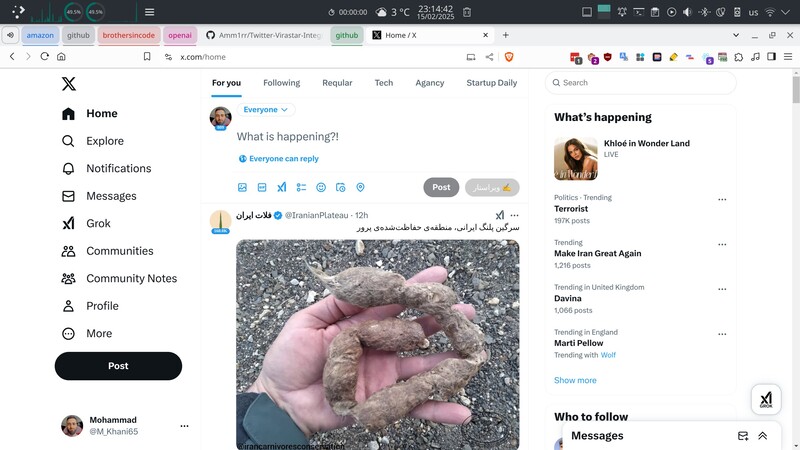 49.5%
49.5%
00:00:00
3 °C
23:14:42
15/02/2025
us
amazon
github
brothersincode
openai
Amm1rr/Twitter-Virastar-Integ
github
Home / X
x.com/home
Home
Explore
Notifications
Messages
Grok
Communities
Community Notes
Profile
More
Post
Mohammad
@M_Khani65
For you
Following
Reqular
Tech
Agancy
Startup Daily
Everyone
What is happening?!
Everyone can reply
Post
ویراستار ✍
فلات ایران @IranianPlateau · 12h
سرگین پلنگ ایرانی، منطقه‌ی حفاظت‌شده‌ی پرور
@irancarnivoresconservation
Search
What's happening
Khloé in Wonder Land
LIVE
Politics · Trending
Terrorist
197K posts
Trending
Make Iran Great Again
1,216 posts
Trending in United Kingdom
Davina
1,066 posts
Trending in England
Marti Pellow
Trending with Wolf
Show more
GROK
Who to follow
Messages